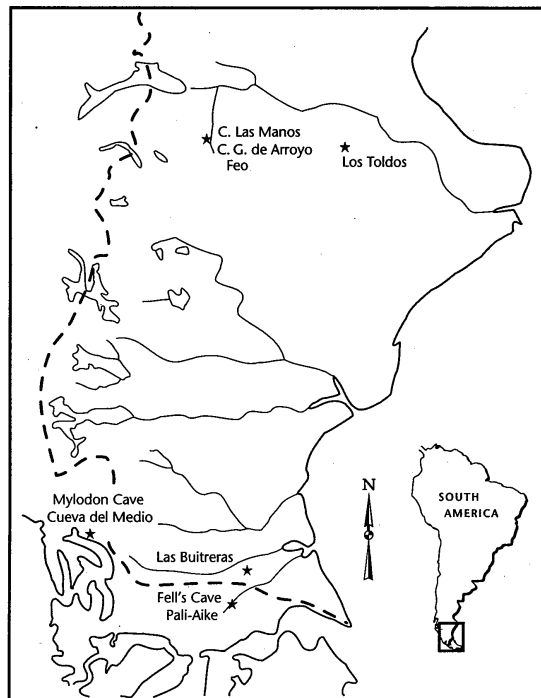 C. Las Manos
C. G. de Arroyo
Feo
Los Toldos
Mylodon Cave
Cueva del Medio
Las Buitreras
Fell's Cave
Pali-Aike
N
SOUTH
AMERICA